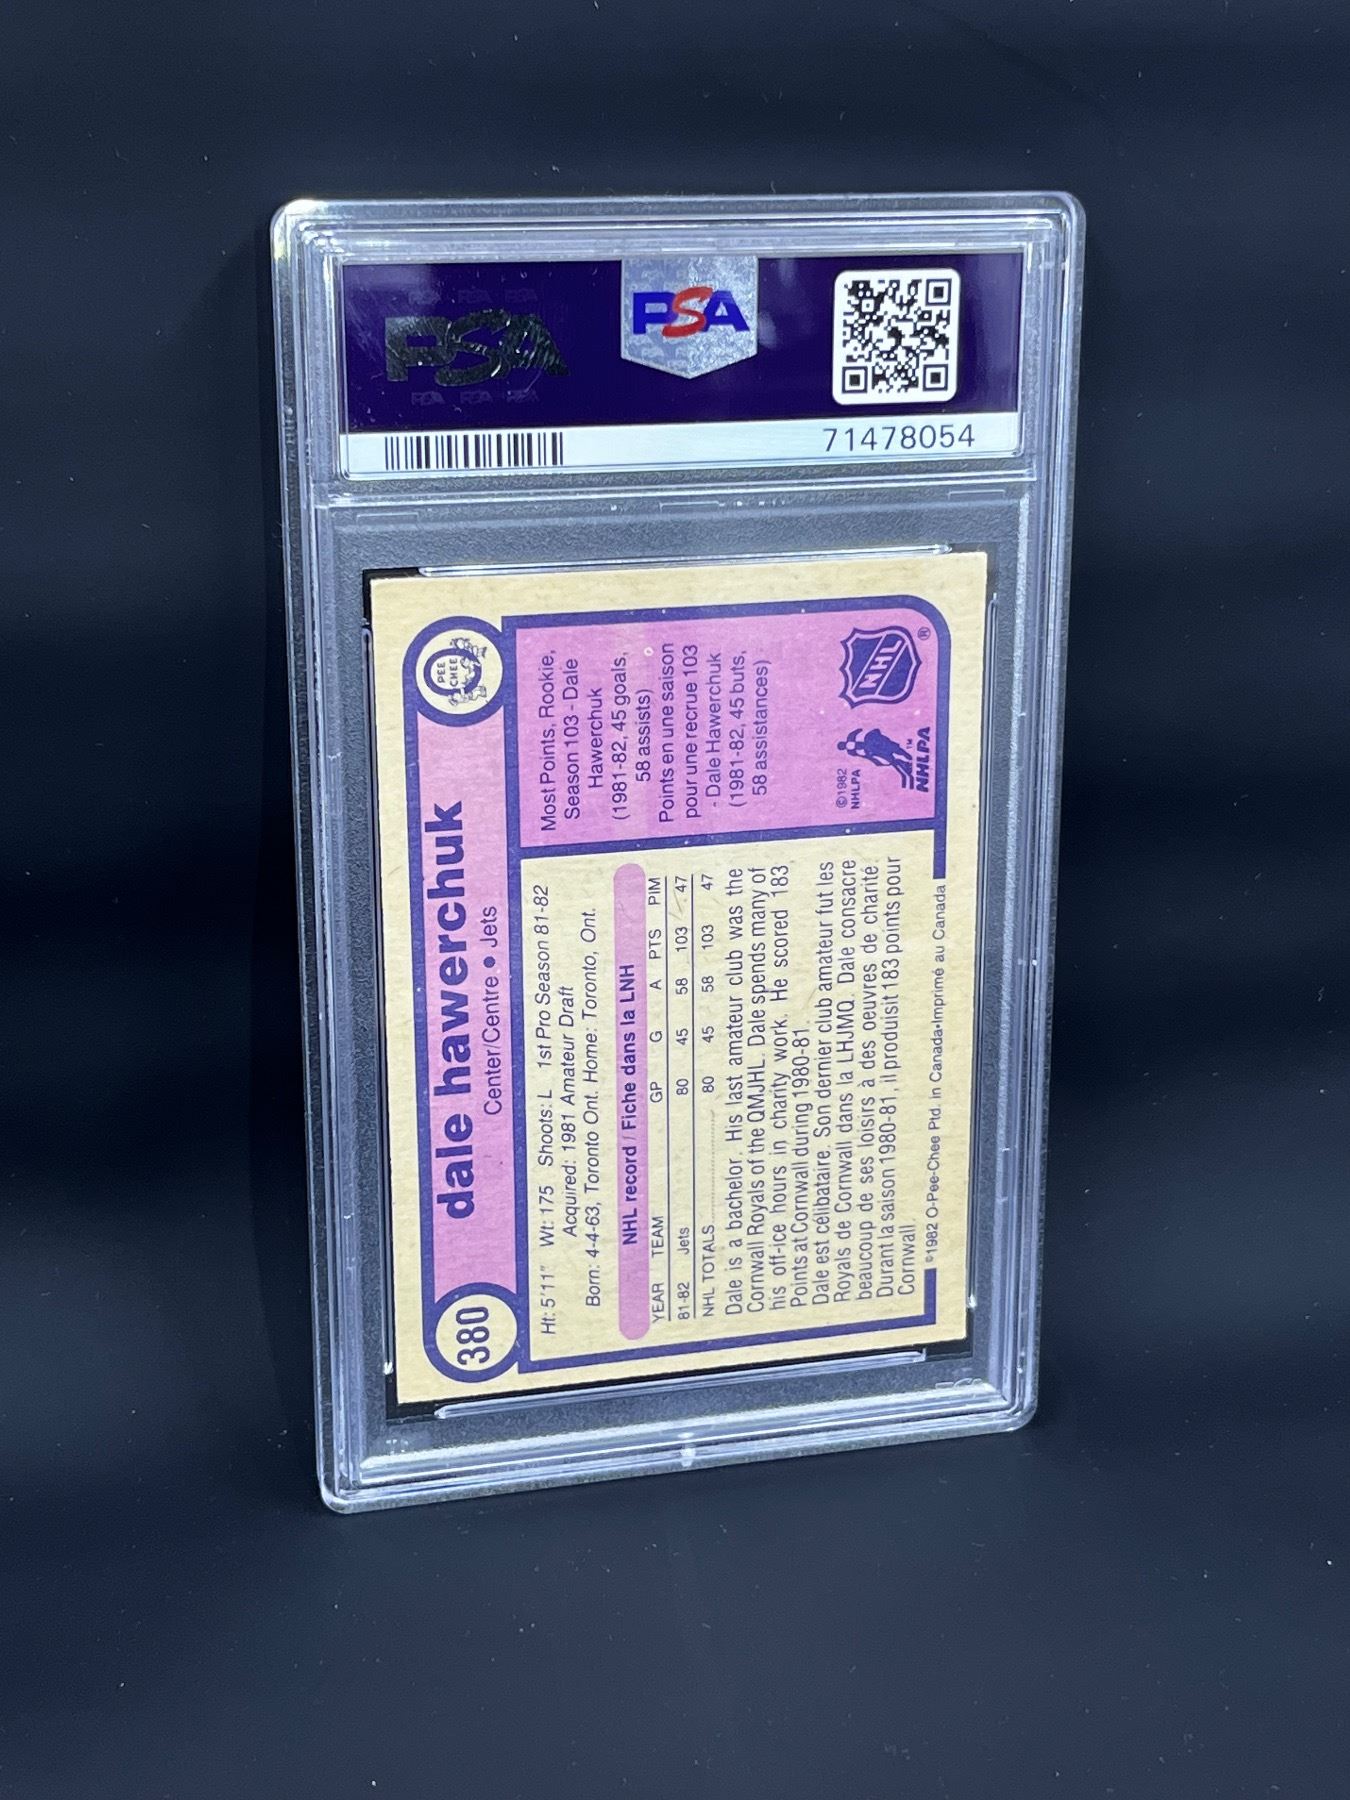 PSA
PSA
71478054
380
dale hawerchuk
Center/Centre • Jets
O
PEE
CHEE
Ht: 5'11" Wt: 175 Shoots: L 1st Pro Season 81-82
Acquired: 1981 Amateur Draft
Born: 4-4-63, Toronto Ont. Home: Toronto, Ont.
NHL record / Fiche dans la LNH
YEAR TEAM GP G A PTS PIM
81-82 Jets 80 45 58 103 47
NHL TOTALS 80 45 58 103 47
Dale is a bachelor. His last amateur club was the
Cornwall Royals of the QMJHL. Dale spends many of
his off-ice hours in charity work. He scored 183
Points at Cornwall during 1980-81.
Dale est célibataire. Son dernier club amateur fut les
Royals de Cornwall dans la LHJMQ. Dale consacre
beaucoup de ses loisirs à des oeuvres de charité.
Durant la saison 1980-81, il produisit 183 points pour
Cornwall.
Most Points, Rookie,
Season 103 - Dale
Hawerchuk
(1981-82, 45 goals,
58 assists)
Points en une saison
pour une recrue 103
- Dale Hawerchuk
(1981-82, 45 buts,
58 assistances)
©1982
NHLPA
NHLPA™
NHL®
©1982 O-Pee-Chee Ptd. in Canada•Imprimé au Canada